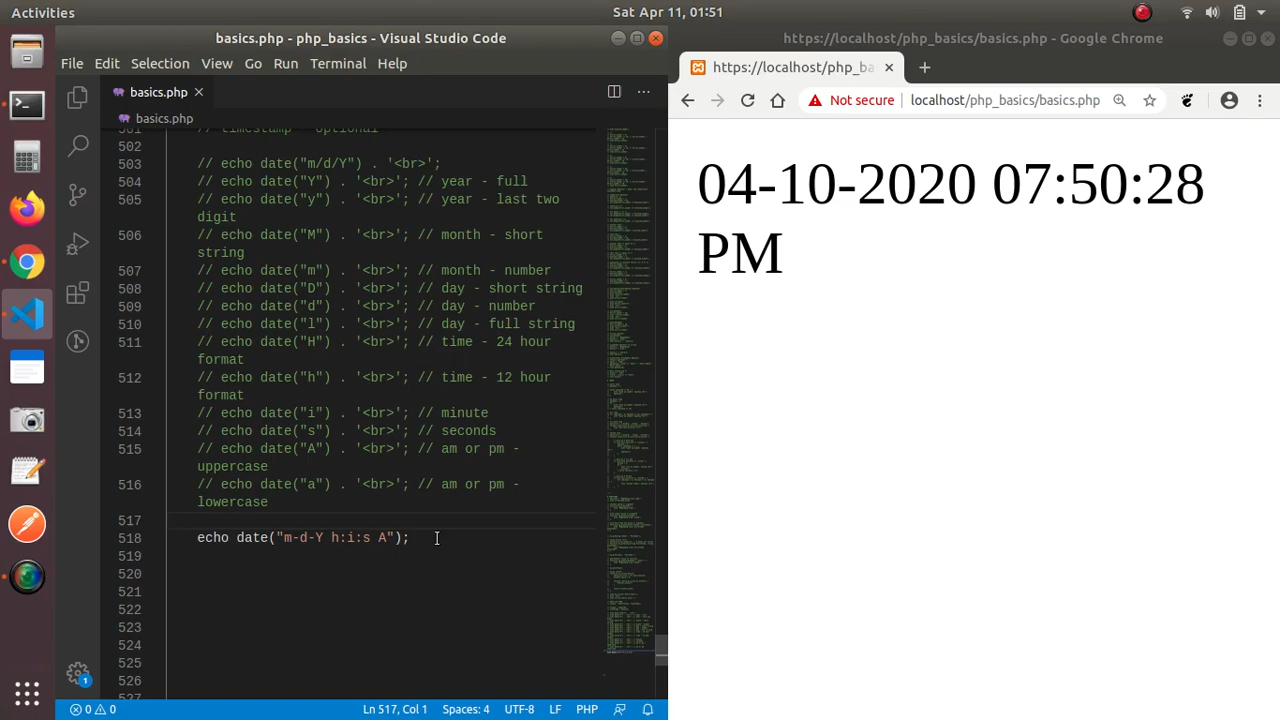 Activities
Sat Apr 11, 01:51
basics.php - php_basics - Visual Studio Code
File Edit Selection View Go Run Terminal Help
basics.php
basics.php
501 // timestamp - optional
502
503 // echo date("m/d/Y") . '<br>';
504 // echo date("Y") . '<br>'; // year - full
505 // echo date("y") . '<br>'; // year - last two
digit
506 // echo date("M") . '<br>'; // month - short
string
507 // echo date("m") . '<br>'; // month - number
508 // echo date("D") . '<br>'; // day - short string
509 // echo date("d") . '<br>'; // day - number
510 // echo date("l") . '<br>'; // day - full string
511 // echo date("H") . '<br>'; // time - 24 hour
format
512 // echo date("h") . '<br>'; // time - 12 hour
format
513 // echo date("i") . '<br>'; // minute
514 // echo date("s") . '<br>'; // seconds
515 // echo date("A") . '<br>'; // am or pm -
uppercase
516 // echo date("a") . '<br>'; // am or pm -
lowercase
517
518 echo date("m-d-Y h:i:s A");
519
520
521
522
523
524
525
526
527
1
0 0 Ln 517, Col 1 Spaces: 4 UTF-8 LF PHP
https://localhost/php_basics/basics.php - Google Chrome
https://localhost/php_ba
Not secure localhost/php_basics/basics.php
04-10-2020 07:50:28
PM